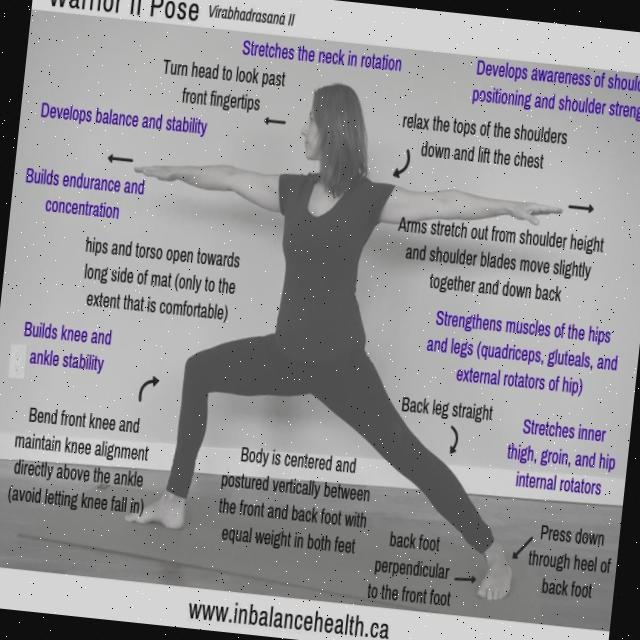 Warrior II Pose Virabhadrasana II
Stretches the neck in rotation
Turn head to look past
front fingertips
Develops awareness of
positioning and shoulder
Develops balance and stability
relax the tops of the shoulders
down and lift the chest
Builds endurance and
concentration
Arms stretch out from shoulder height
and shoulder blades move slightly
together and down back
hips and torso open towards
long side of mat (only to the
extent that is comfortable)
Strengthens muscles of the hips
and legs (quadriceps, gluteals, and
external rotators of hip)
Builds knee and
ankle stability
Back leg straight
Bend front knee and
maintain knee alignment
directly above the ankle
(avoid letting knee fall in)
Stretches inner
thigh, groin, and hip
internal rotators
Body is centered and
postured vertically between
the front and back foot with
equal weight in both feet
back foot
perpendicular
to the front foot
Press down
through heel of
back foot
www.inbalancehealth.ca